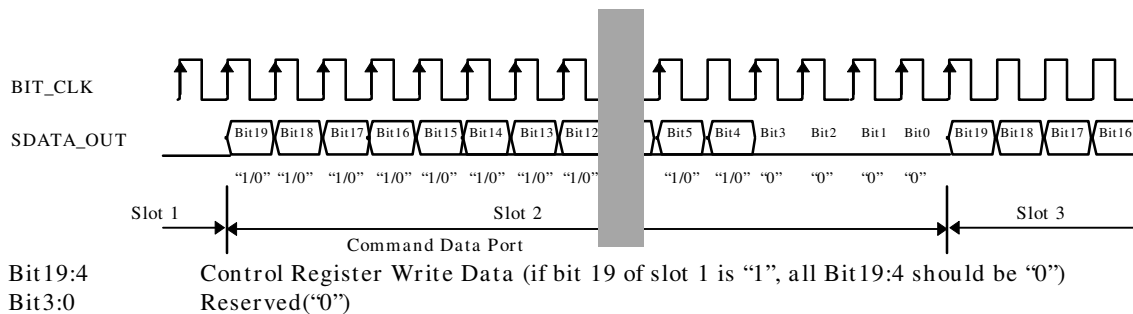 BIT_CLK
SDATA_OUT
Bit19 Bit18 Bit17 Bit16 Bit15 Bit14 Bit13 Bit12 Bit5 Bit4 Bit3 Bit2 Bit1 Bit0 Bit19 Bit18 Bit17 Bit16
“1/0” “1/0” “1/0” “1/0” “1/0” “1/0” “1/0” “1/0” “1/0” “1/0” “0” “0” “0” “0”
Slot 1 Slot 2 Slot 3
Command Data Port
Bit19:4 Control Register Write Data (if bit 19 of slot 1 is “1”, all Bit19:4 should be “0”)
Bit3:0 Reserved(“0”)